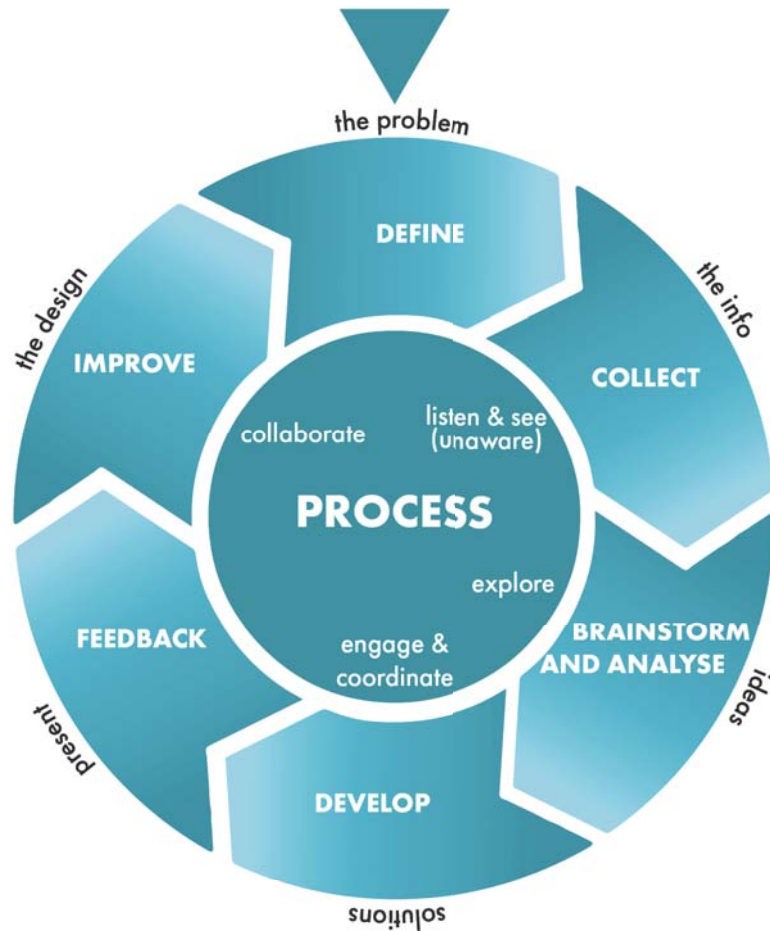 the problem
DEFINE
the info
COLLECT
ideas
BRAINSTORM
AND ANALYSE
solutions
DEVELOP
present
FEEDBACK
the design
IMPROVE
collaborate
listen & see
(unaware)
PROCESS
explore
engage &
coordinate